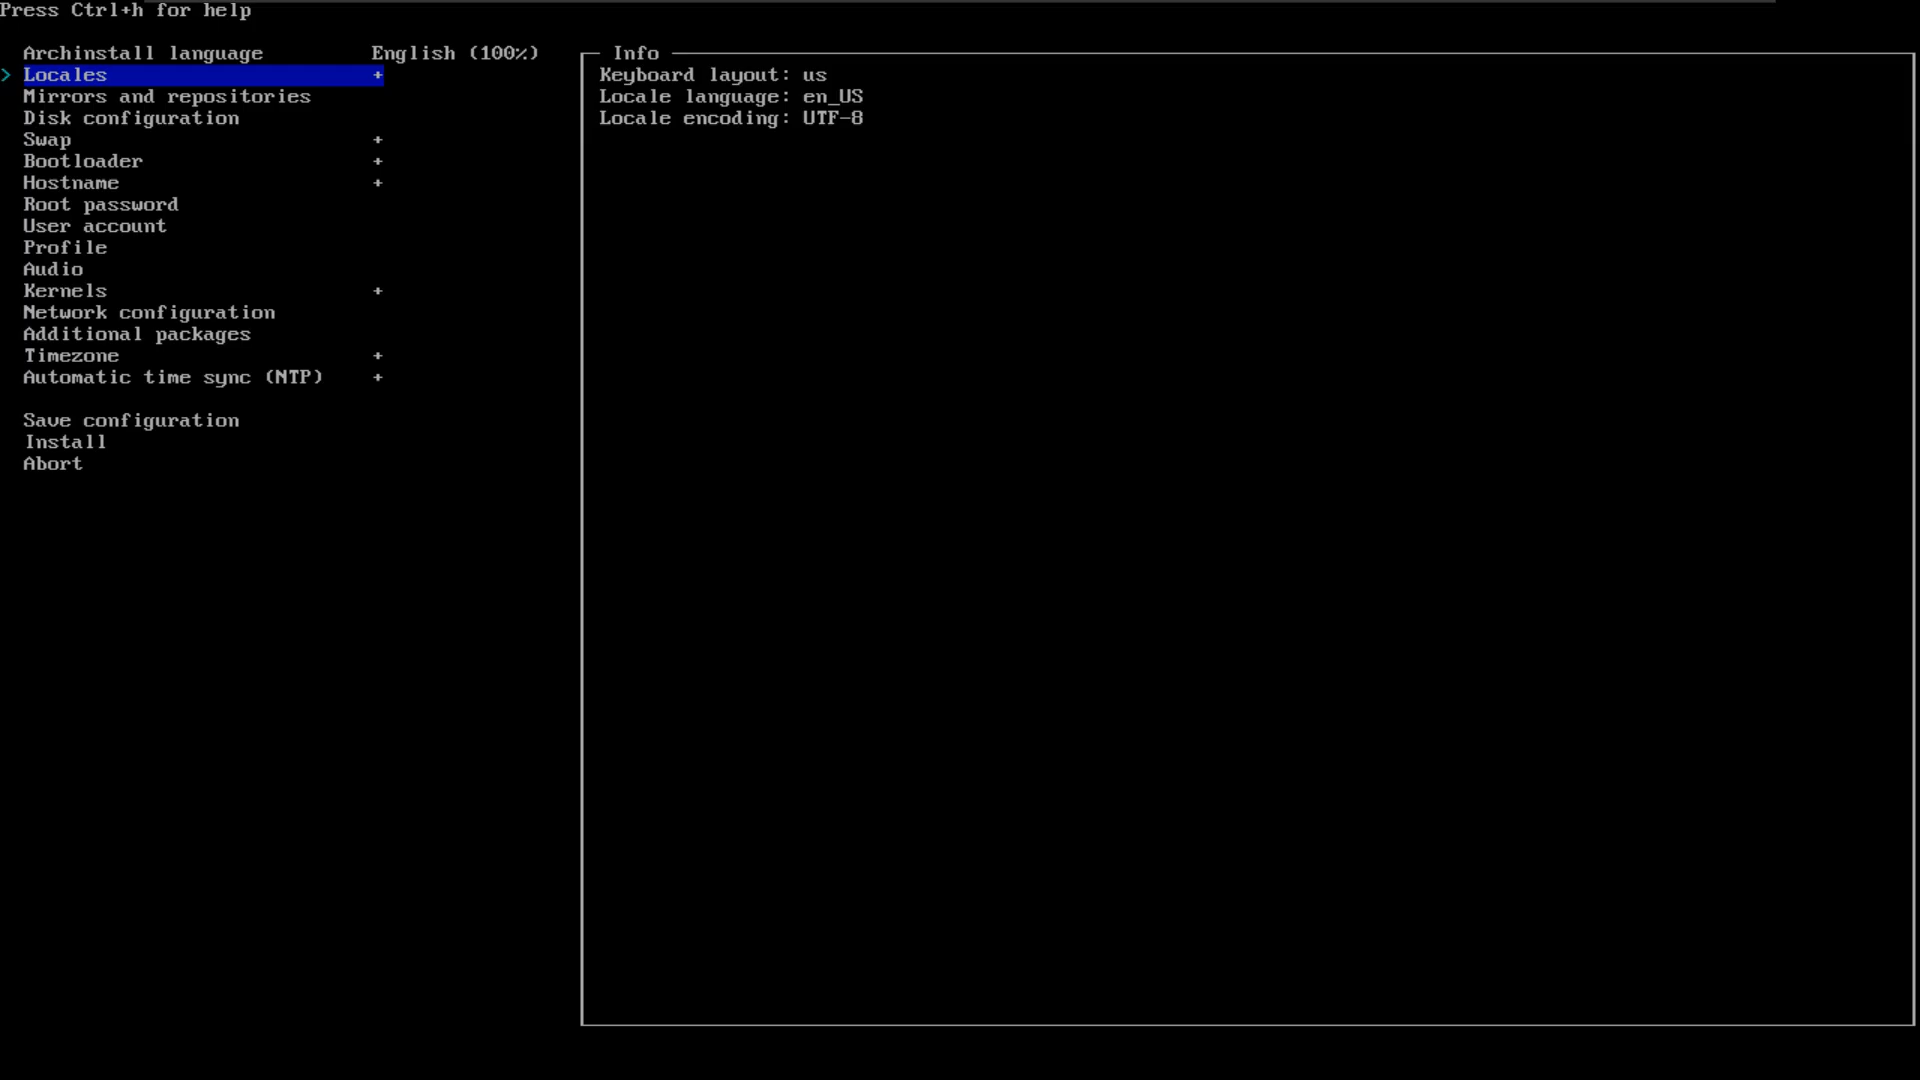 Press Ctrl+h for help
Archinstall language English (100%)
> Locales +
Mirrors and repositories
Disk configuration
Swap +
Bootloader +
Hostname +
Root password
User account
Profile
Audio
Kernels +
Network configuration
Additional packages
Timezone +
Automatic time sync (NTP) +
Save configuration
Install
Abort
Info
Keyboard layout: us
Locale language: en_US
Locale encoding: UTF-8